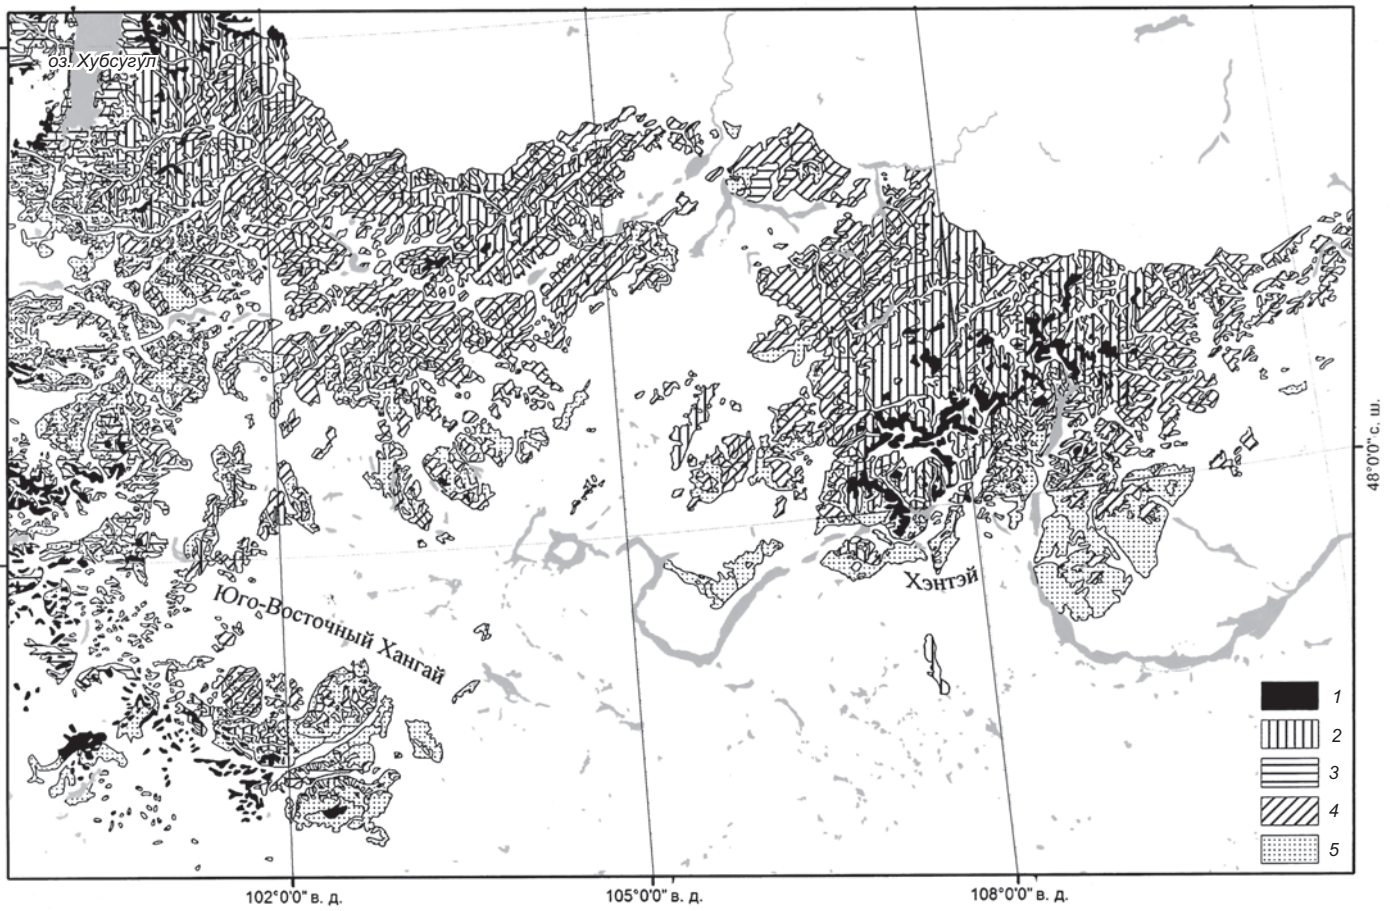 оз. Хубсугул
48°0'0" с. ш.
Хэнтэй
Юго-Восточный Хангай
1
2
3
4
5
102°0'0" в. д.
105°0'0" в. д.
108°0'0" в. д.